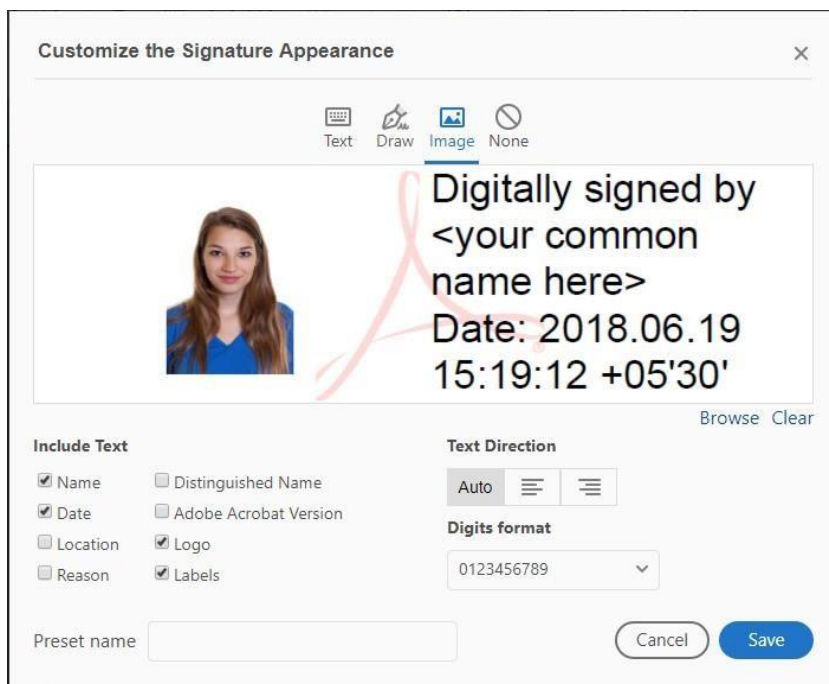 Customize the Signature Appearance
Text Draw Image None
Digitally signed by
<your common
name here>
Date: 2018.06.19
15:19:12 +05'30'
Browse Clear
Include Text
Name
Distinguished Name
Date
Adobe Acrobat Version
Location
Logo
Reason
Labels
Text Direction
Auto
Digits format
0123456789
Preset name
Cancel
Save